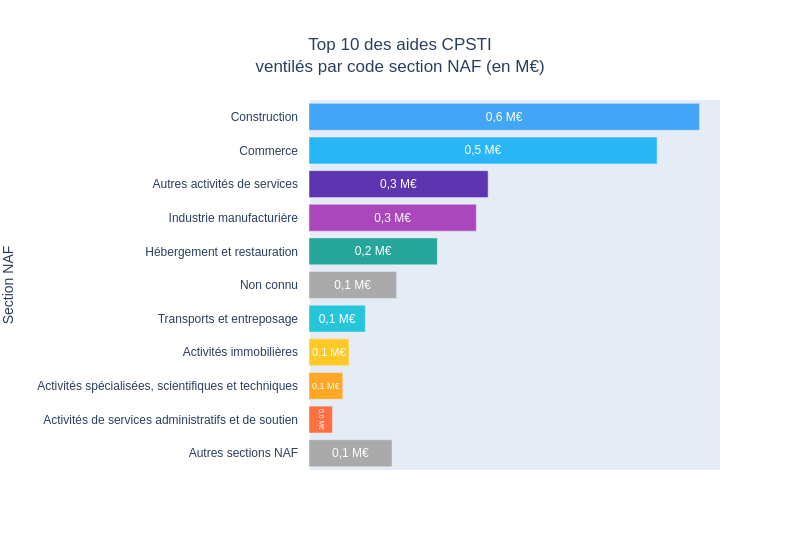 Top 10 des aides CPSTI
ventilés par code section NAF (en M€)
Section NAF
Construction 0,6 M€
Commerce 0,5 M€
Autres activités de services 0,3 M€
Industrie manufacturière 0,3 M€
Hébergement et restauration 0,2 M€
Non connu 0,1 M€
Transports et entreposage 0,1 M€
Activités immobilières 0,1 M€
Activités spécialisées, scientifiques et techniques 0,1 M€
Activités de services administratifs et de soutien 0,0 M€
Autres sections NAF 0,1 M€